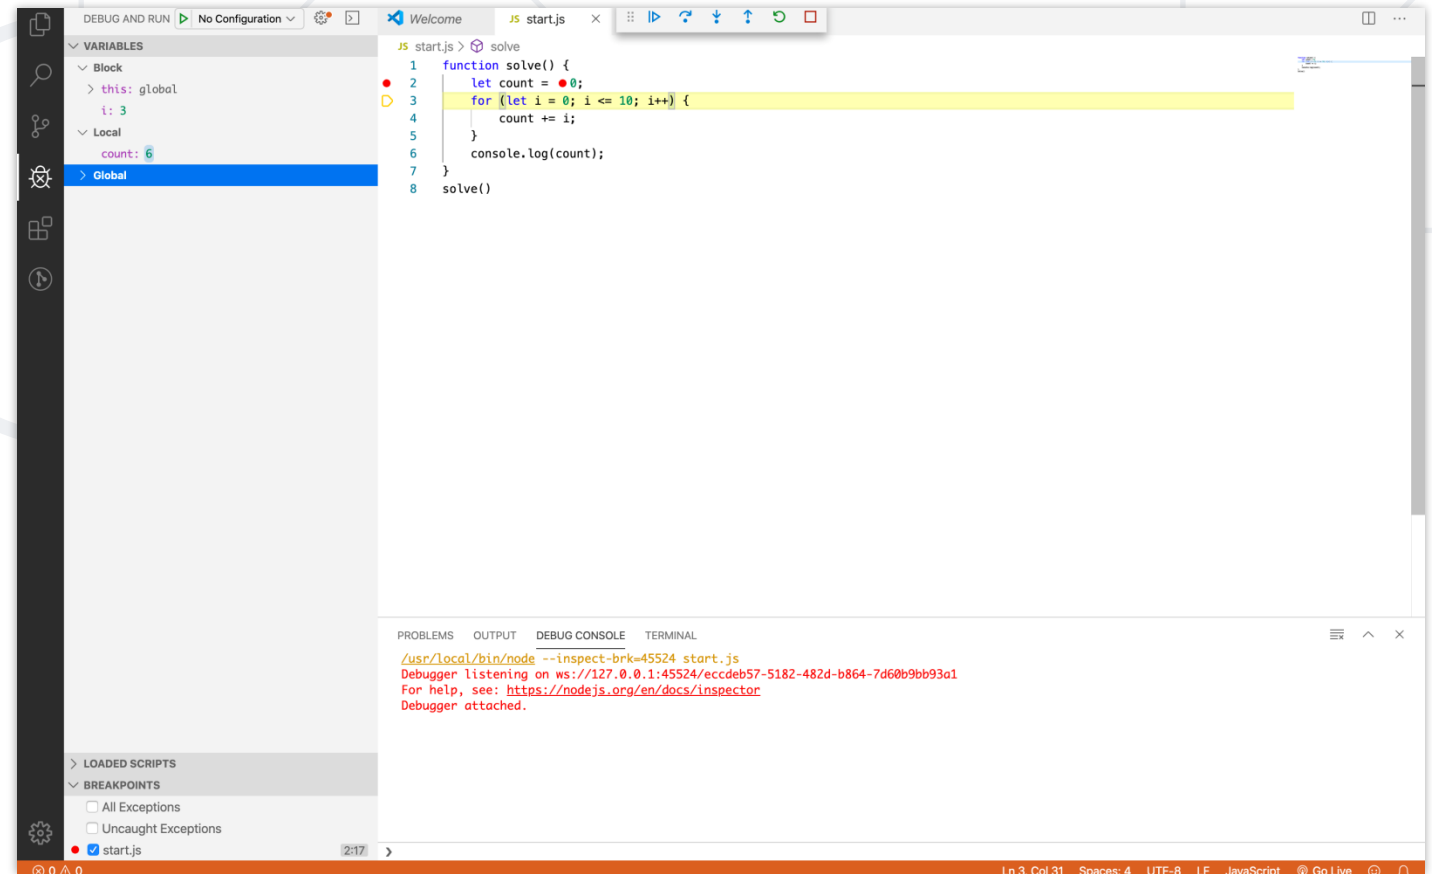 DEBUG AND RUN No Configuration
VARIABLES
Block
this: global
i: 3
Local
count: 6
Global
LOADED SCRIPTS
BREAKPOINTS
All Exceptions
Uncaught Exceptions
start.js 2:17
Welcome
JS start.js
JS start.js > solve
1 function solve() {
2 let count = 0;
3 for (let i = 0; i <= 10; i++) {
4 count += i;
5 }
6 console.log(count);
7 }
8 solve()
PROBLEMS OUTPUT DEBUG CONSOLE TERMINAL
/usr/local/bin/node --inspect-brk=45524 start.js
Debugger listening on ws://127.0.0.1:45524/eccdeb57-5182-482d-b864-7d60b9bb93a1
For help, see: https://nodejs.org/en/docs/inspector
Debugger attached.
0 0 Ln 3, Col 31 Spaces: 4 UTF-8 LF JavaScript Go Live